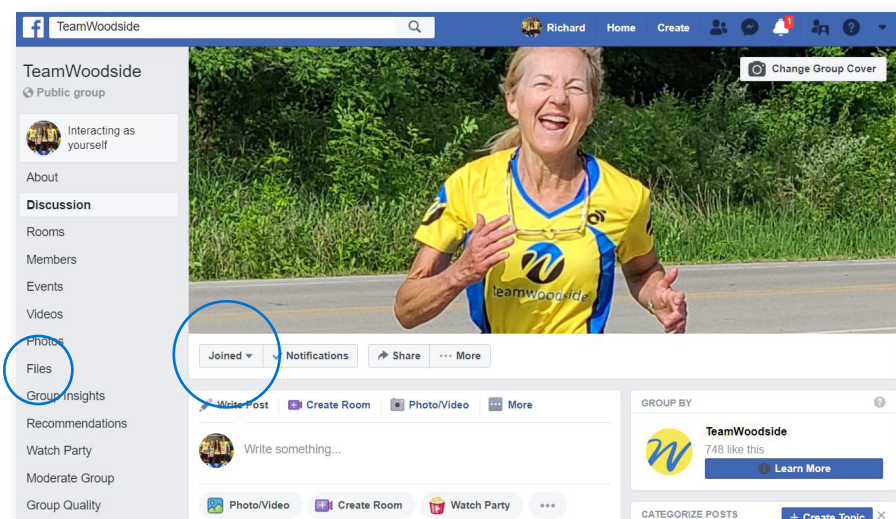 TeamWoodside
Richard Home Create 1
TeamWoodside
Public group
Interacting as
yourself
About
Discussion
Rooms
Members
Events
Videos
Photos
Files
Group Insights
Recommendations
Watch Party
Moderate Group
Group Quality
Change Group Cover
teamwoodside
Joined Notifications Share ... More
Write Post Create Room Photo/Video More
Write something...
Photo/Video Create Room Watch Party
GROUP BY
TeamWoodside
748 like this
Learn More
CATEGORIZE POSTS + Create Topic